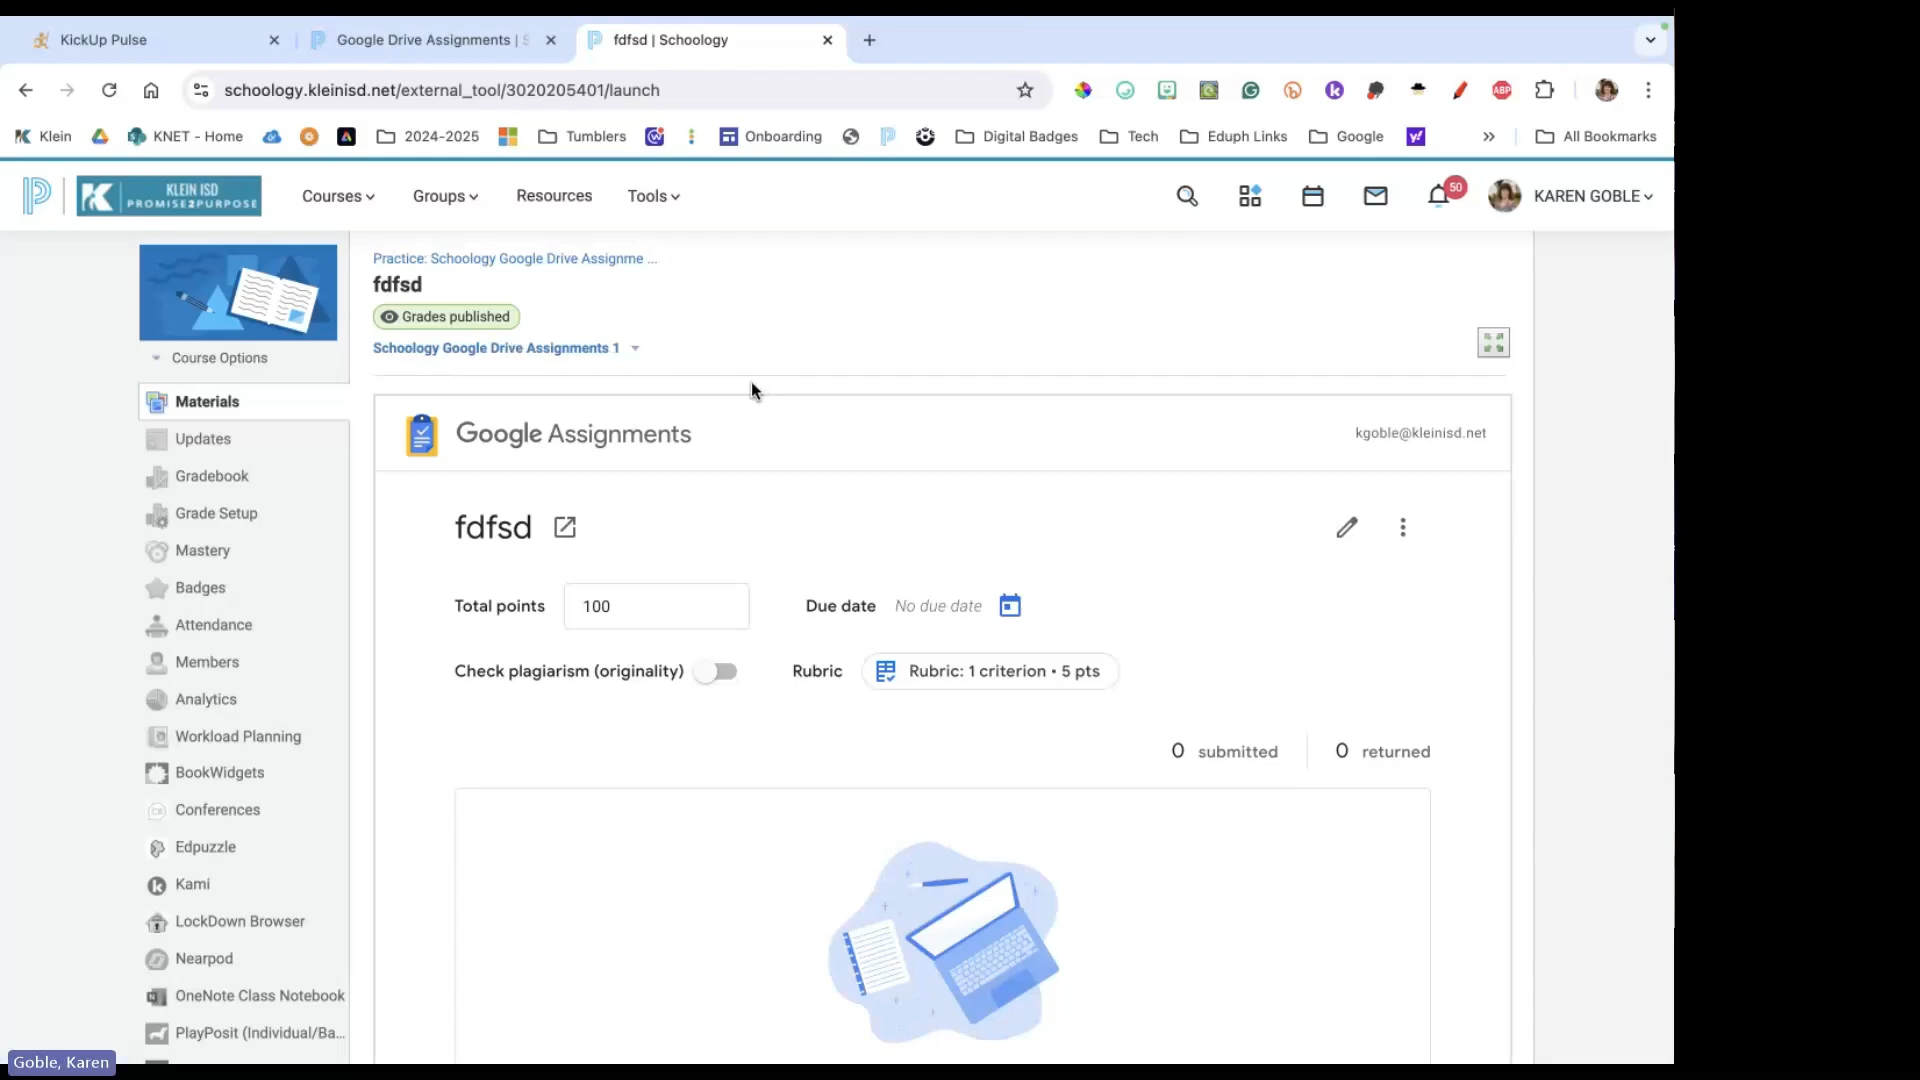 KickUp Pulse
Google Drive Assignments | S
fdfsd | Schoology
schoology.kleinisd.net/external_tool/3020205401/launch
ABP
Klein
KNET - Home
2024-2025
Tumblers
Onboarding
Digital Badges
Tech
Eduph Links
Google
y!
All Bookmarks
KLEIN ISD
PROMISE2PURPOSE
Courses
Groups
Resources
Tools
50
KAREN GOBLE
Practice: Schoology Google Drive Assignme ...
fdfsd
Grades published
Schoology Google Drive Assignments 1
Course Options
Materials
Updates
Gradebook
Grade Setup
Mastery
Badges
Attendance
Members
Analytics
Workload Planning
BookWidgets
Conferences
Edpuzzle
Kami
LockDown Browser
Nearpod
OneNote Class Notebook
PlayPosit (Individual/Ba...
Google Assignments
kgoble@kleinisd.net
fdfsd
Total points
100
Due date
No due date
Check plagiarism (originality)
Rubric
Rubric: 1 criterion • 5 pts
0 submitted
0 returned
Goble, Karen